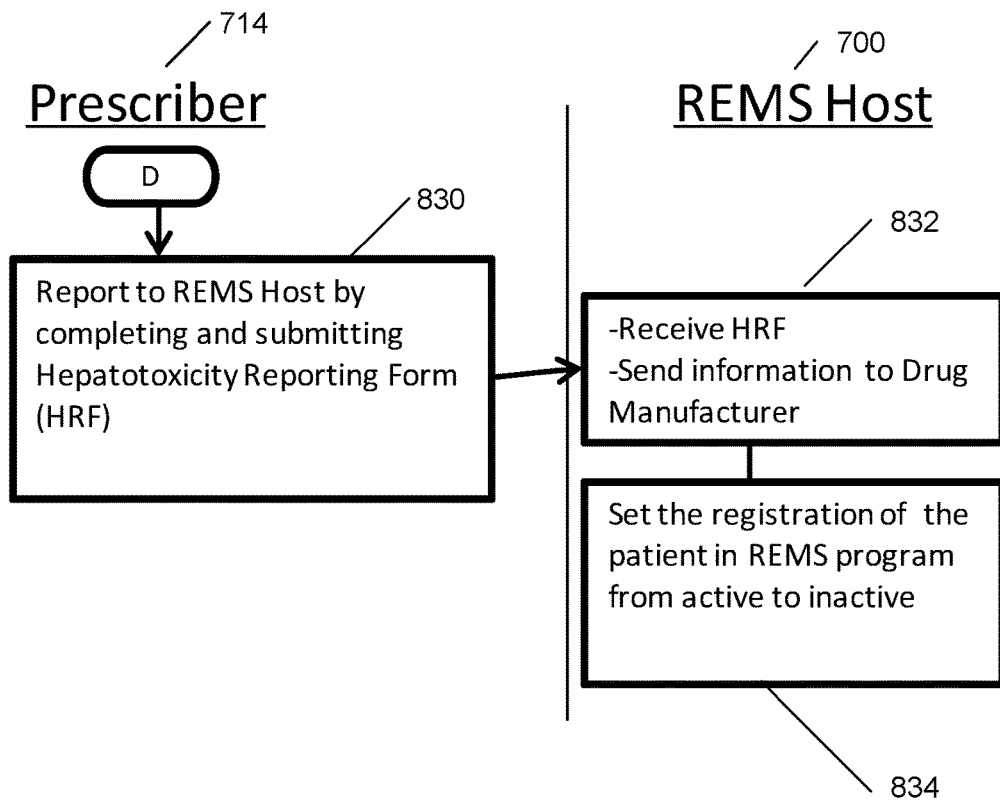 714
700
Prescriber
REMS Host
D
830
832
Report to REMS Host by
completing and submitting
Hepatotoxicity Reporting Form
(HRF)
-Receive HRF
-Send information to Drug
Manufacturer
Set the registration of the
patient in REMS program
from active to inactive
834